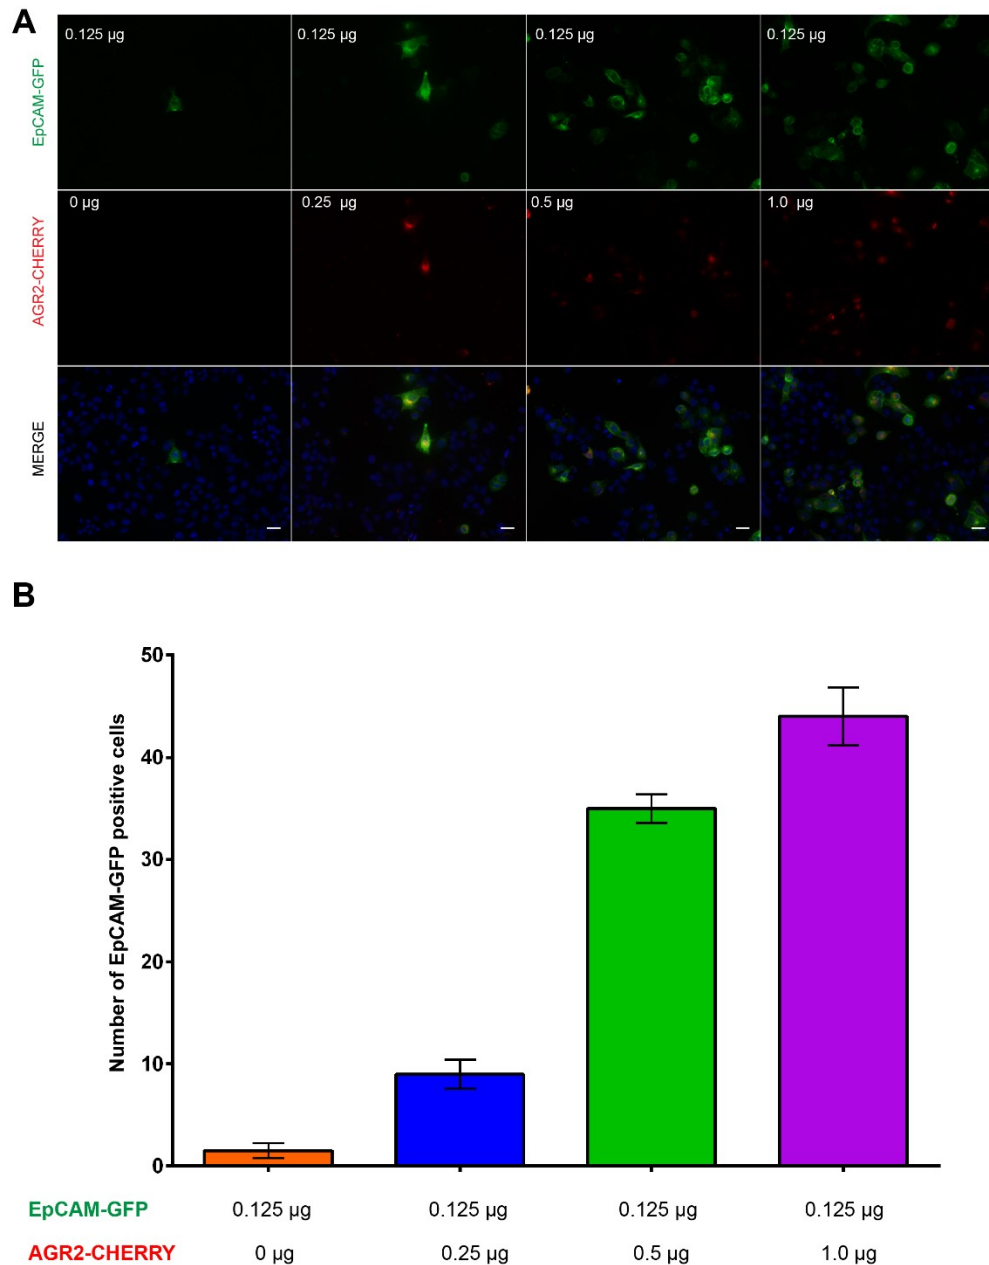 A
EpCAM-GFP
0.125 µg
0.125 µg
0.125 µg
0.125 µg
AGR2-CHERRY
0 µg
0.25 µg
0.5 µg
1.0 µg
MERGE
B
Number of EpCAM-GFP positive cells
50
40
30
20
10
0
EpCAM-GFP 0.125 µg 0.125 µg 0.125 µg 0.125 µg
AGR2-CHERRY 0 µg 0.25 µg 0.5 µg 1.0 µg